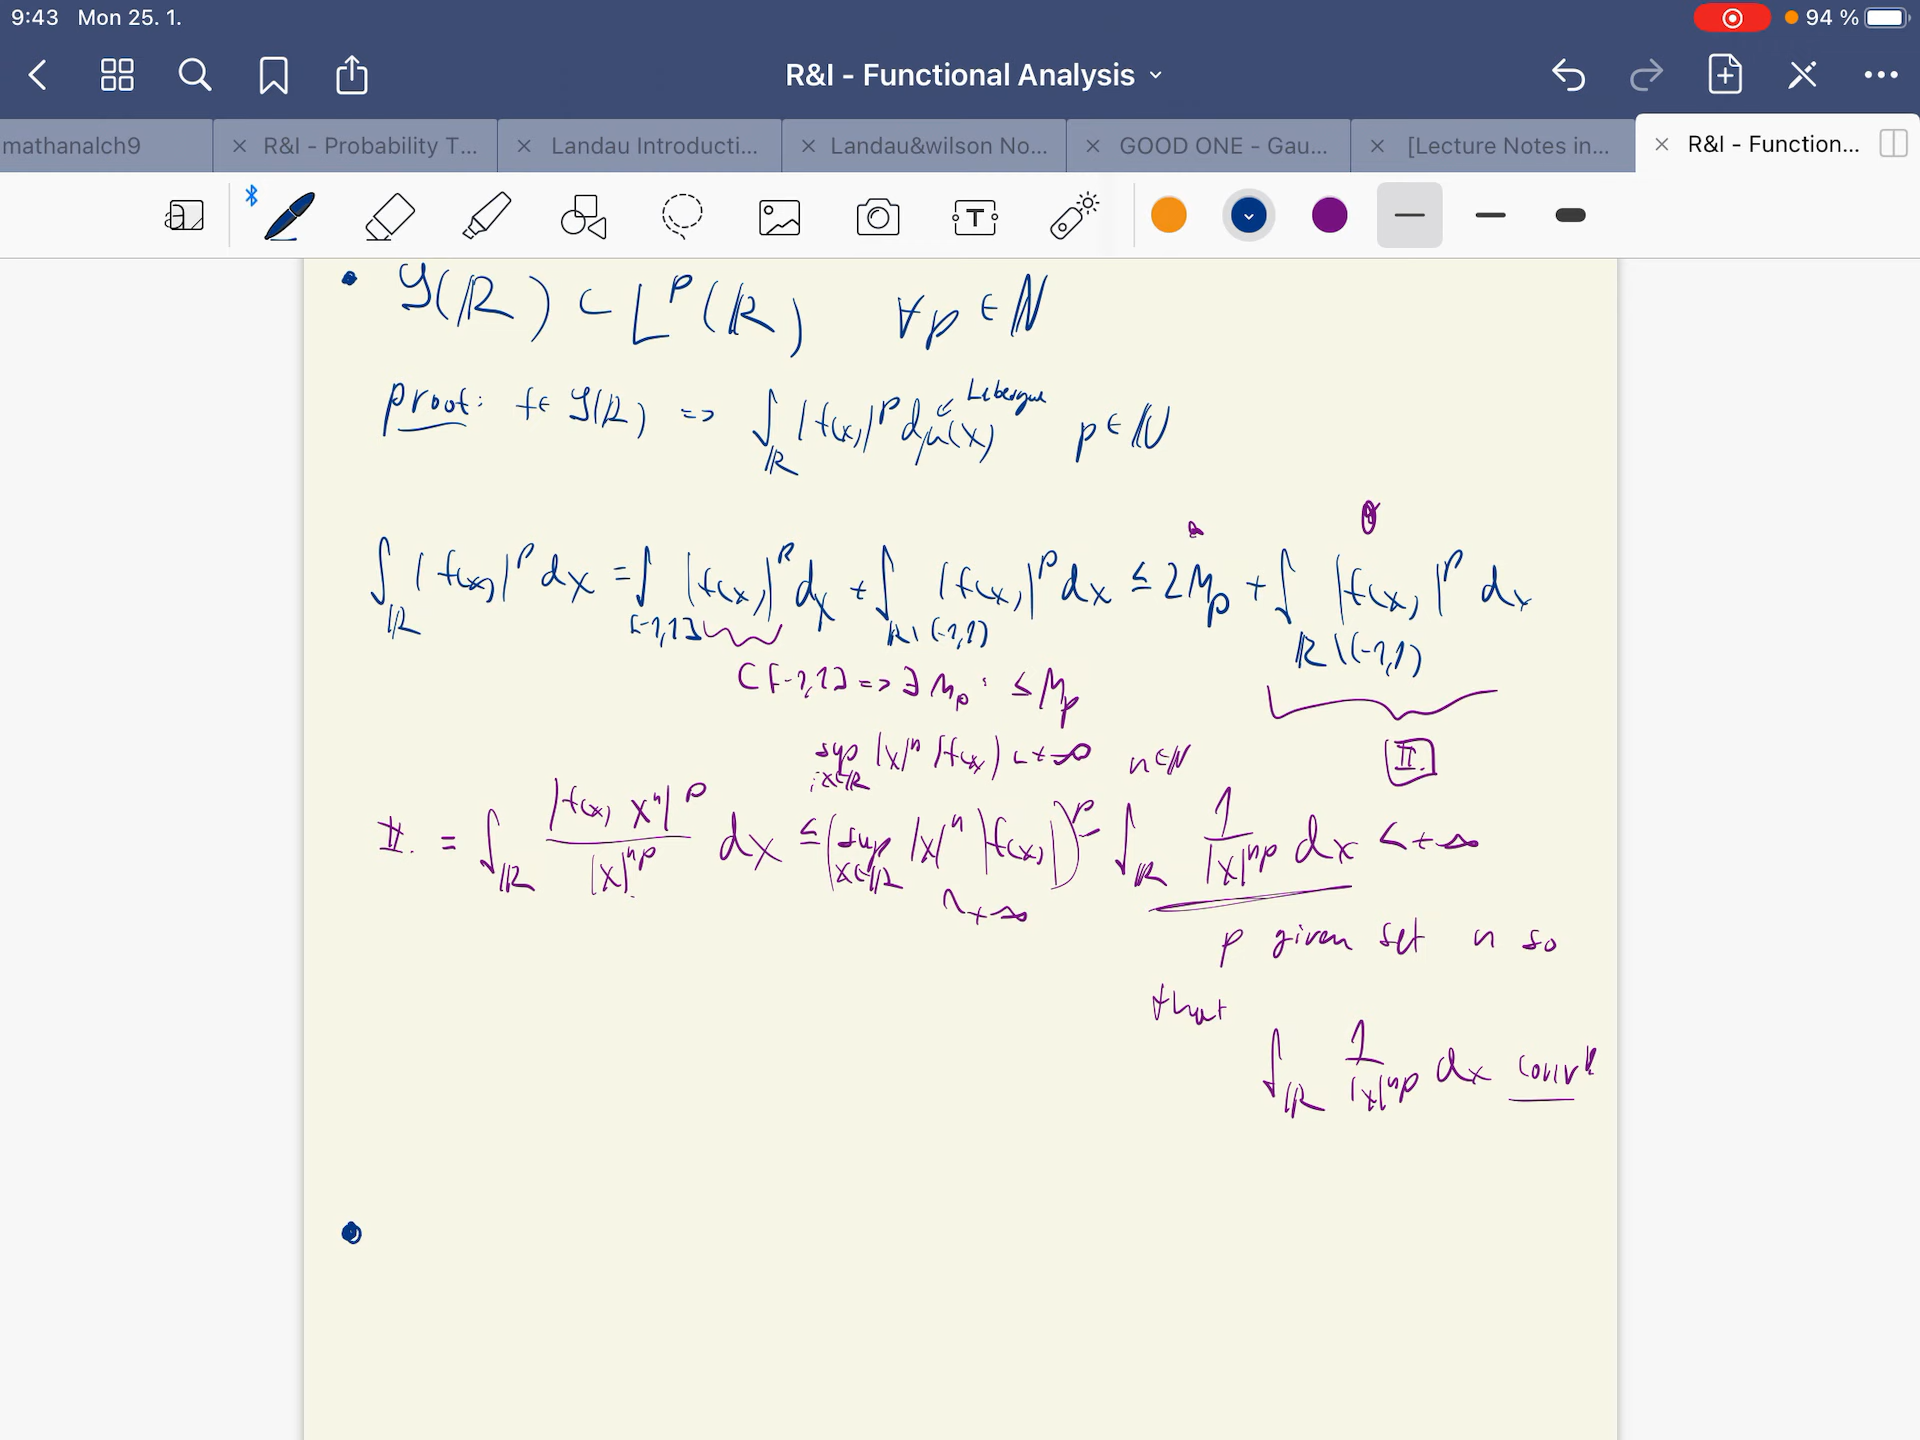 9:43 Mon 25. 1.
94 %
R&I - Functional Analysis
mathanalch9
R&I - Probability T...
Landau Introducti...
Landau&wilson No...
GOOD ONE - Gau...
[Lecture Notes in...
R&I - Function...
• 𝒮(ℝ) ⊂ L^p(ℝ) ∀p ∈ ℕ
proof: f ∈ 𝒮(ℝ) => ∫_ℝ |f(x)|^p dμ(x) p ∈ ℕ
∫_ℝ |f(x)|^p dx = ∫_[-1,1] |f(x)|^p dx + ∫_ℝ\(-1,1) |f(x)|^p dx ≤ 2M_p + ∫_ℝ\(-1,1) |f(x)|^p dx
C[-1,1] => ∃ M_p : ≤ M_p
sup_x∈ℝ |x|^n |f(x)| < +∞ n ∈ ℕ
II.
II. = ∫_ℝ |f(x) x^n|^p / |x|^np dx ≤ (sup_x∈ℝ |x|^n |f(x)|)^p ∫_ℝ 1/|x|^np dx < +∞
p given set n so
that
∫_ℝ 1/|x|^np dx
•